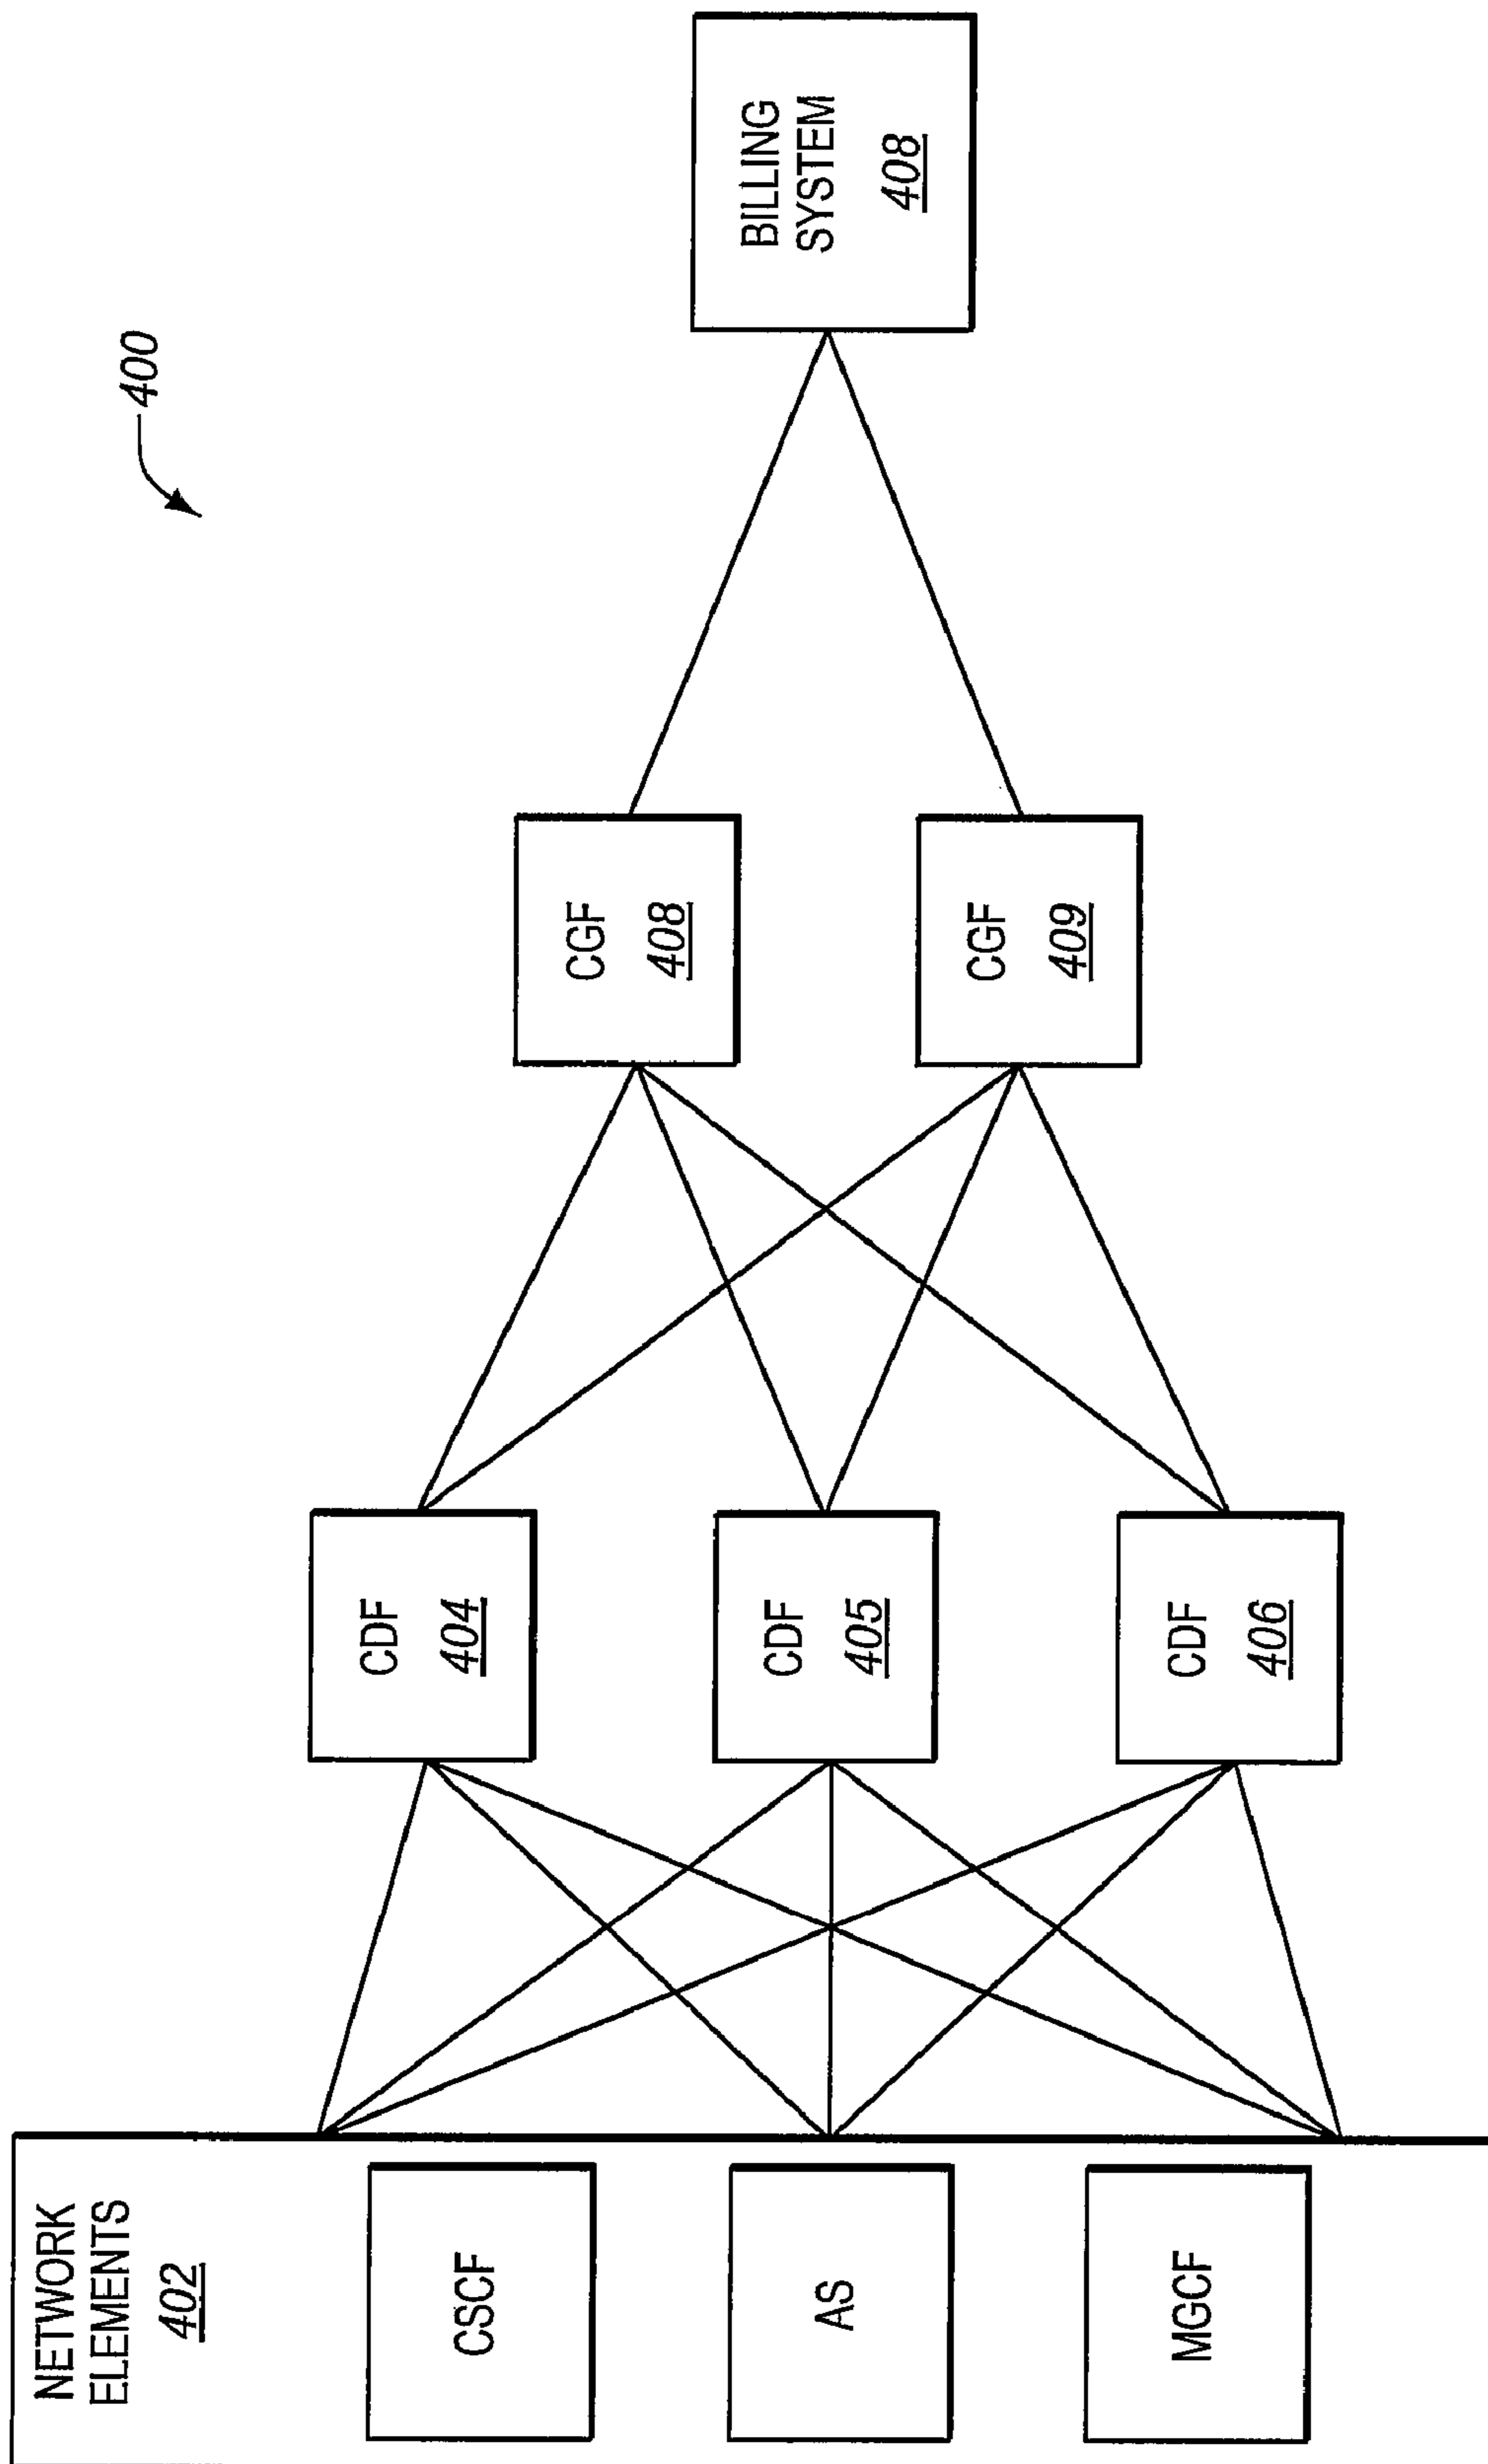 400
NETWORK
ELEMENTS
402
CSCF
AS
MGCF
CDF
404
CDF
405
CDF
406
CGF
408
CGF
409
BILLING
SYSTEM
408